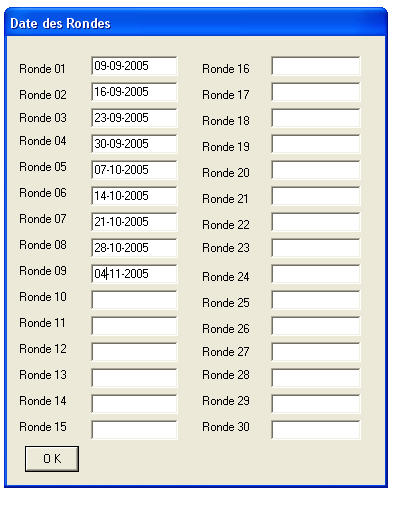 Date des Rondes
Ronde 01 09-09-2005 Ronde 16
Ronde 02 16-09-2005 Ronde 17
Ronde 03 23-09-2005 Ronde 18
Ronde 04 30-09-2005 Ronde 19
Ronde 05 07-10-2005 Ronde 20
Ronde 06 14-10-2005 Ronde 21
Ronde 07 21-10-2005 Ronde 22
Ronde 08 28-10-2005 Ronde 23
Ronde 09 04-11-2005 Ronde 24
Ronde 10 Ronde 25
Ronde 11 Ronde 26
Ronde 12 Ronde 27
Ronde 13 Ronde 28
Ronde 14 Ronde 29
Ronde 15 Ronde 30
O K